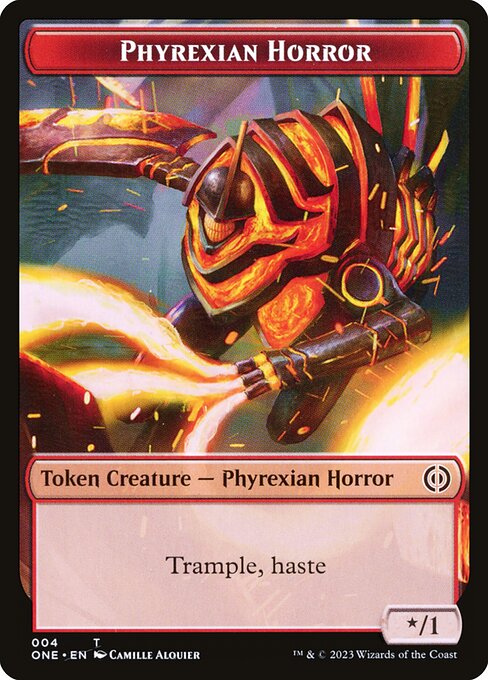 Phyrexian Horror
Token Creature — Phyrexian Horror
Trample, haste
*/1
004 T
ONE • EN Camille Alquier
™ & © 2023 Wizards of the Coast